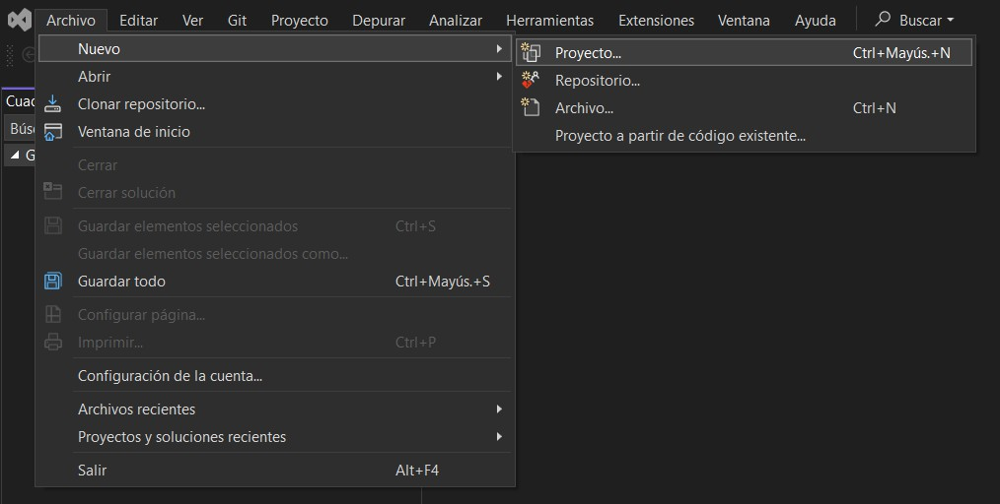 Archivo Editar Ver Git Proyecto Depurar Analizar Herramientas Extensiones Ventana Ayuda Buscar
Nuevo
Proyecto... Ctrl+Mayús.+N
Abrir
Repositorio...
Clonar repositorio...
Archivo... Ctrl+N
Ventana de inicio
Proyecto a partir de código existente...
Cuad
Bús
G
Cerrar
Cerrar solución
Guardar elementos seleccionados Ctrl+S
Guardar elementos seleccionados como...
Guardar todo Ctrl+Mayús.+S
Configurar página...
Imprimir... Ctrl+P
Configuración de la cuenta...
Archivos recientes
Proyectos y soluciones recientes
Salir Alt+F4